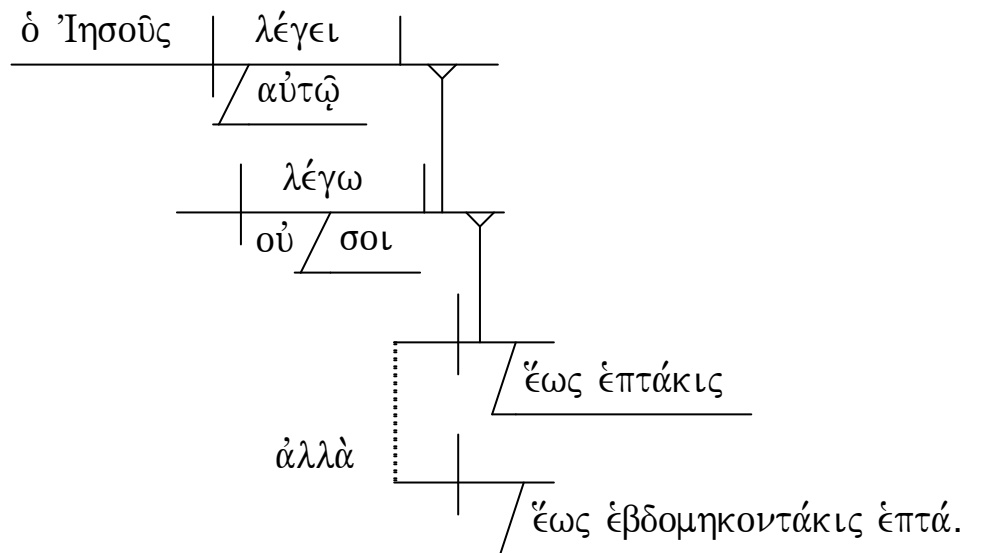 ὁ Ἰησοῦς λέγει
αὐτῷ
λέγω
οὐ σοι
ἕως ἑπτάκις
ἀλλὰ
ἕως ἑβδομηκοντάκις ἑπτά.